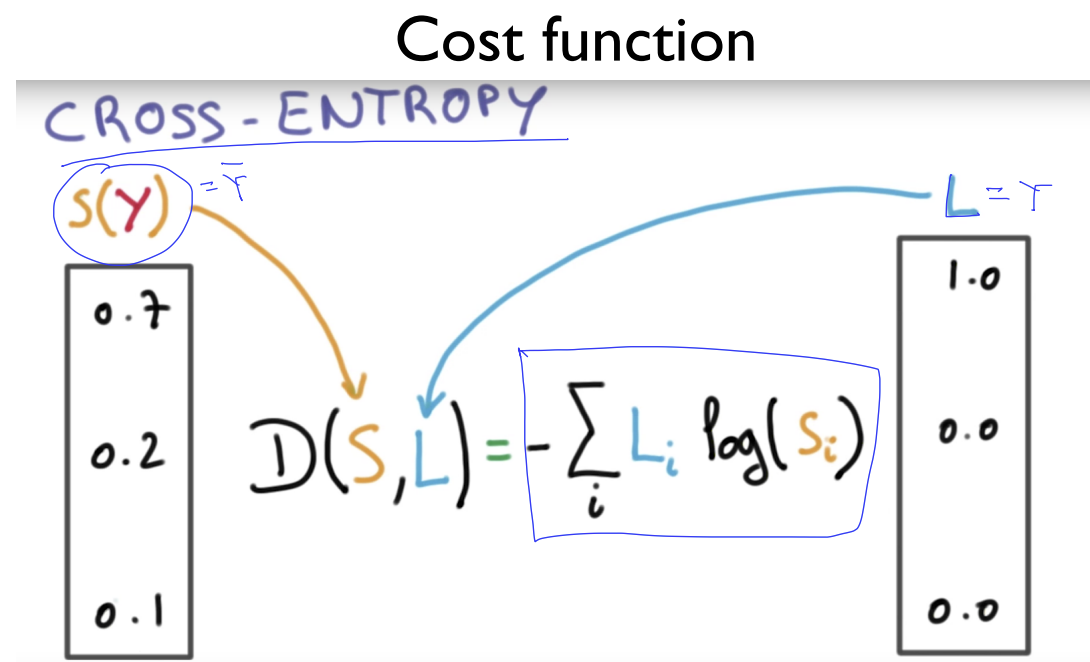 Cost function
CROSS-ENTROPY
S(Y) = Ȳ
L = Y
0.7
0.2
0.1
D(S,L) = -∑i Li log(Si)
1.0
0.0
0.0